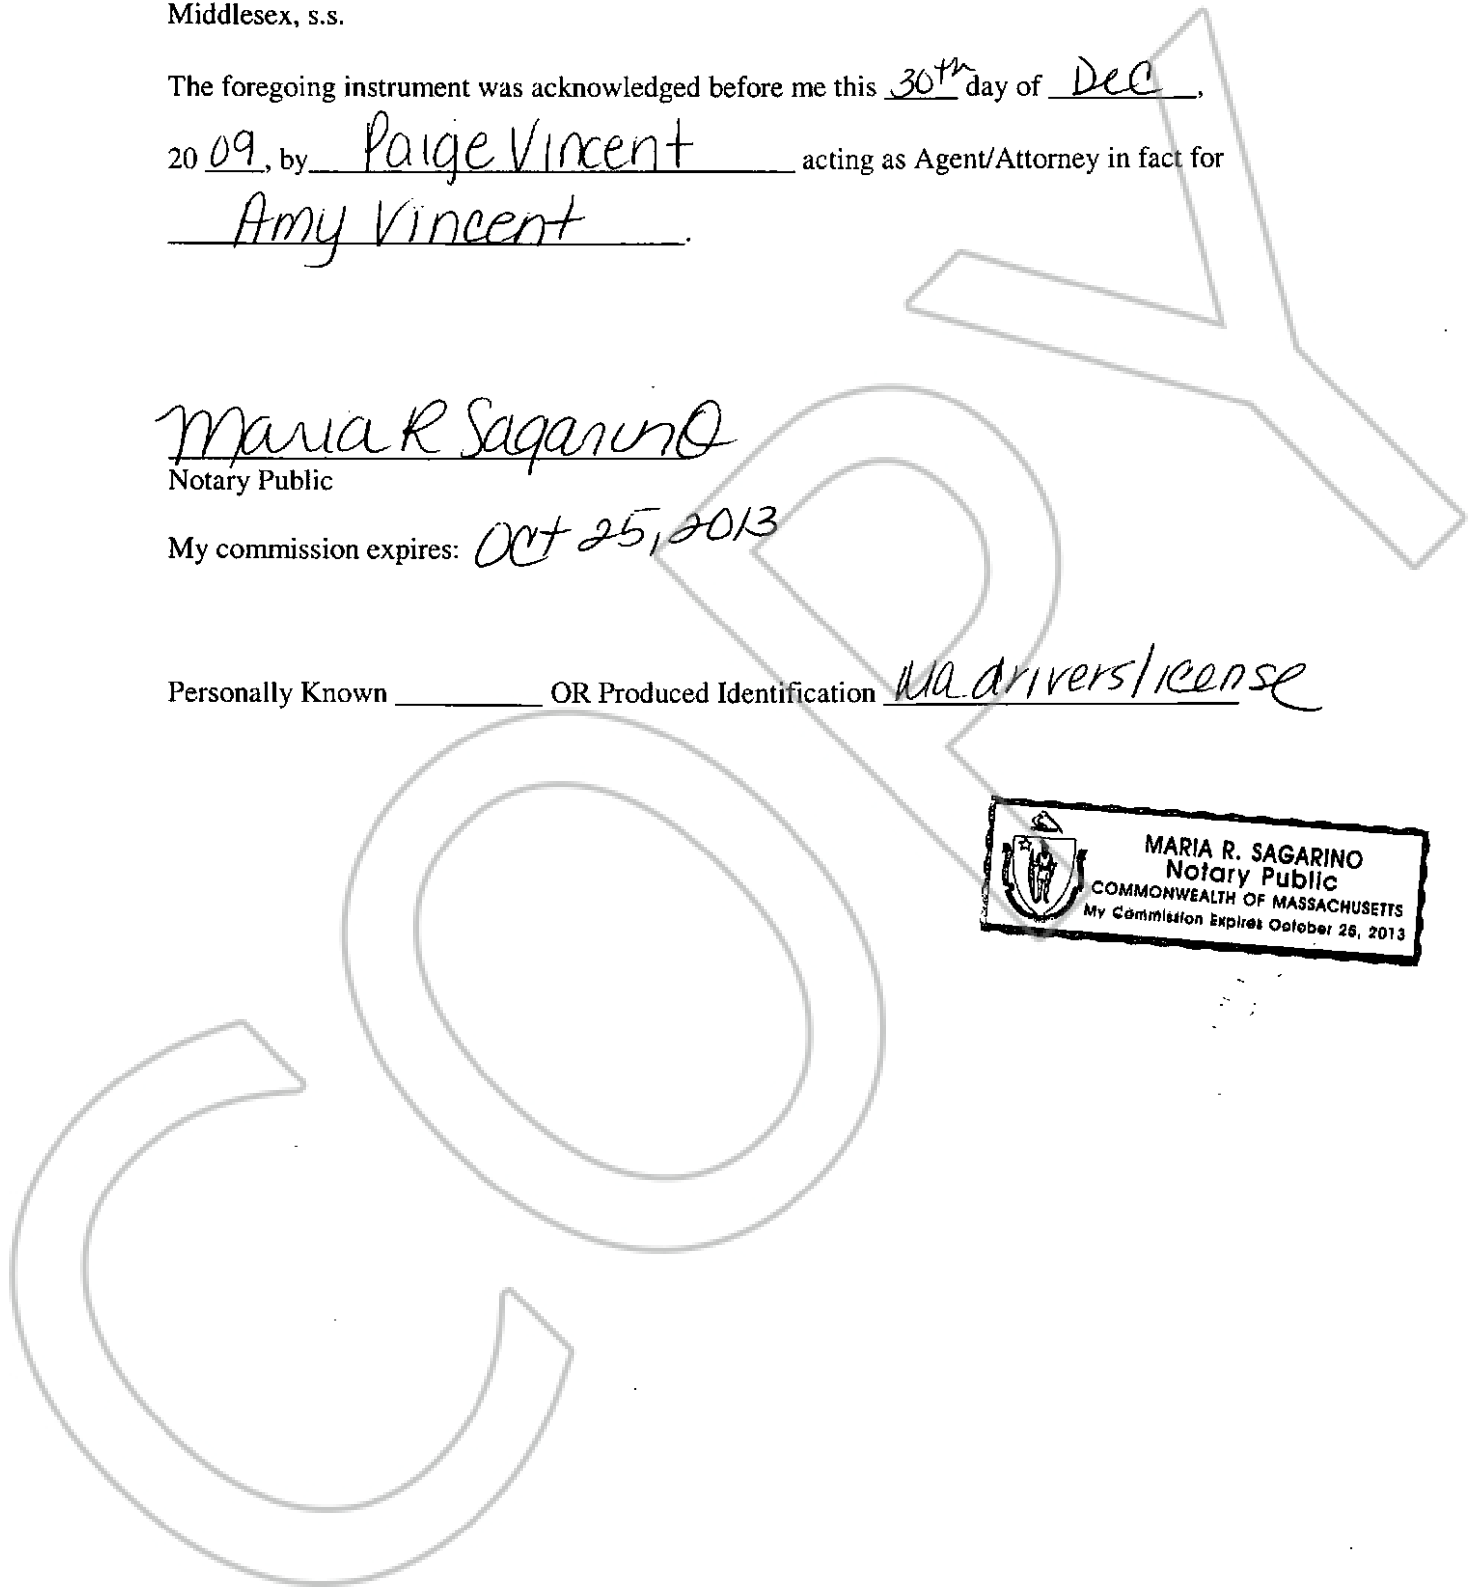 Middlesex, s.s.
The foregoing instrument was acknowledged before me this 30th day of Dec,
20 09, by Paige Vincent acting as Agent/Attorney in fact for
Amy Vincent.
Maria R Sagarino
Notary Public
My commission expires: Oct 25, 2013
Personally Known ______ OR Produced Identification Ma drivers license
MARIA R. SAGARINO
Notary Public
COMMONWEALTH OF MASSACHUSETTS
My Commission Expires October 25, 2013
COPY